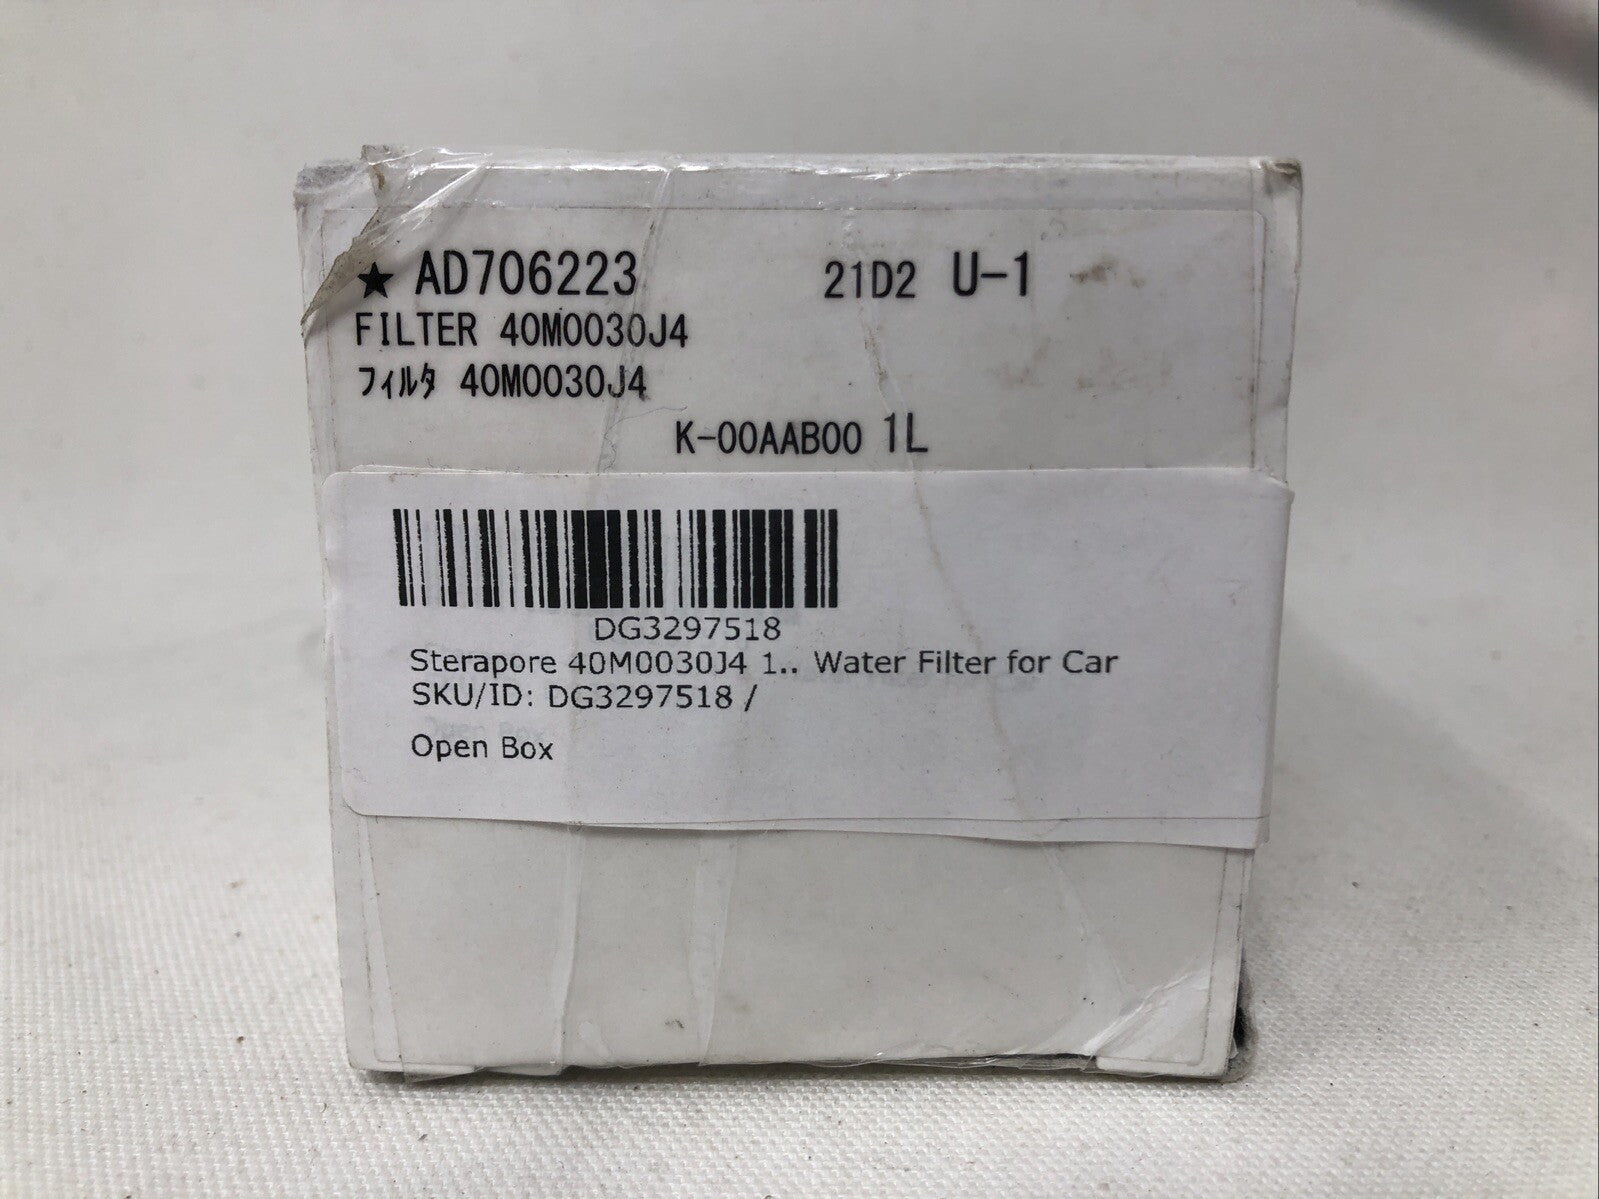 ★ AD706223 21D2 U-1
FILTER 40M0030J4
フィルタ 40M0030J4
K-00AAB00 1L
DG3297518
Sterapore 40M0030J4 1.. Water Filter for Car
SKU/ID: DG3297518 /
Open Box